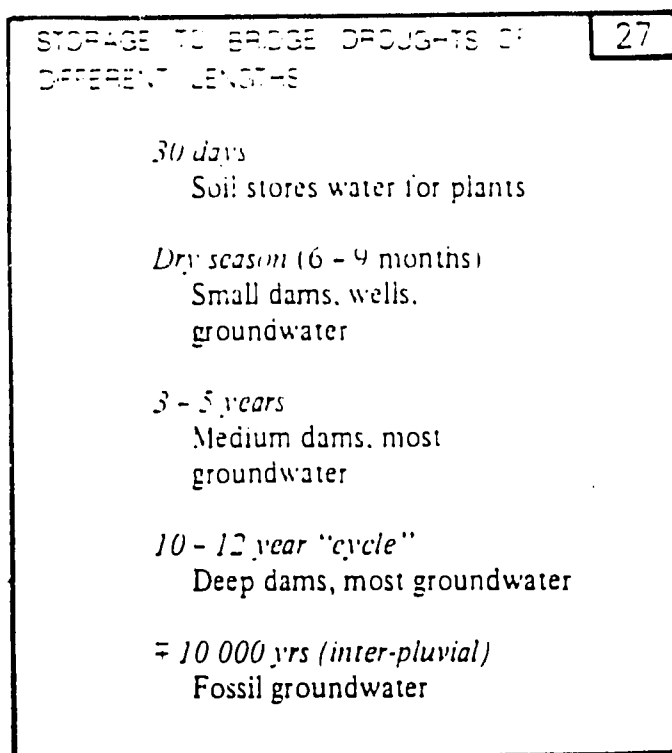 STORAGE TO BRIDGE DROUGHTS OF
DIFFERENT LENGTHS
27
30 days
Soil stores water for plants
Dry season (6 - 9 months)
Small dams, wells,
groundwater
3 - 5 years
Medium dams, most
groundwater
10 - 12 year "cycle"
Deep dams, most groundwater
∓ 10 000 yrs (inter-pluvial)
Fossil groundwater